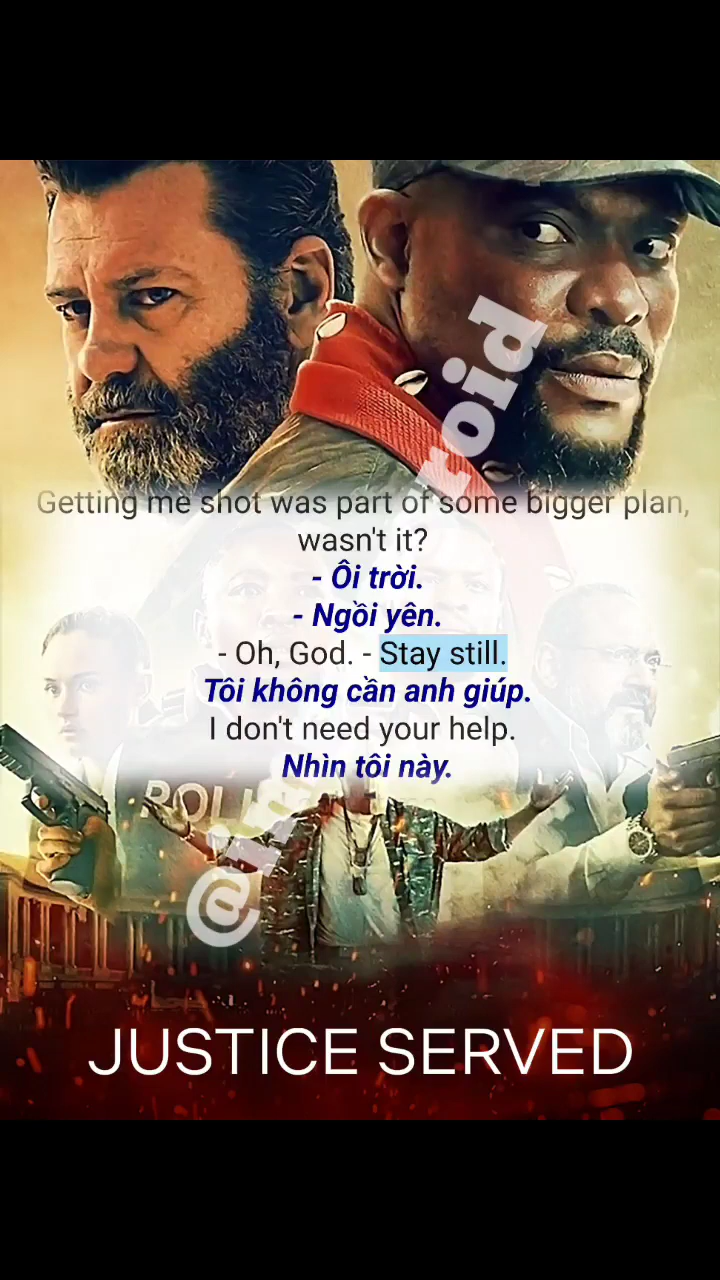 Getting me shot was part of some bigger plan,
wasn't it?
- Ôi trời.
- Ngồi yên.
- Oh, God. - Stay still.
Tôi không cần anh giúp.
I don't need your help.
Nhìn tôi này.
JUSTICE SERVED